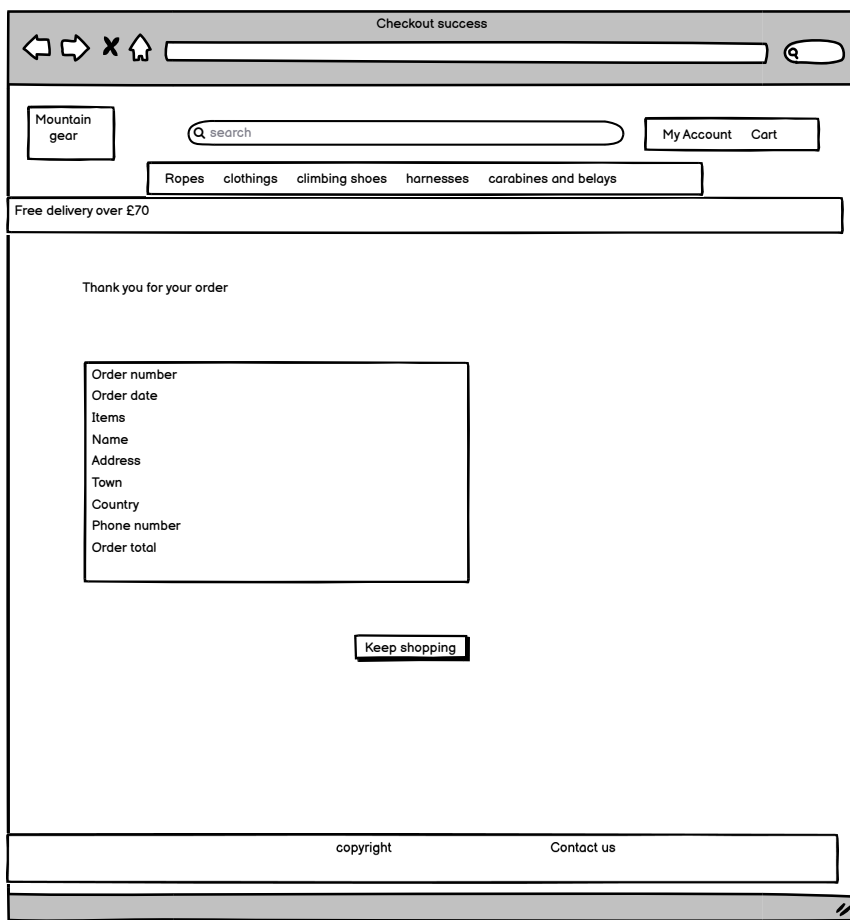 Checkout success
Mountain
gear
search
My Account Cart
Ropes clothings climbing shoes harnesses carabines and belays
Free delivery over £70
Thank you for your order
Order number
Order date
Items
Name
Address
Town
Country
Phone number
Order total
Keep shopping
copyright Contact us